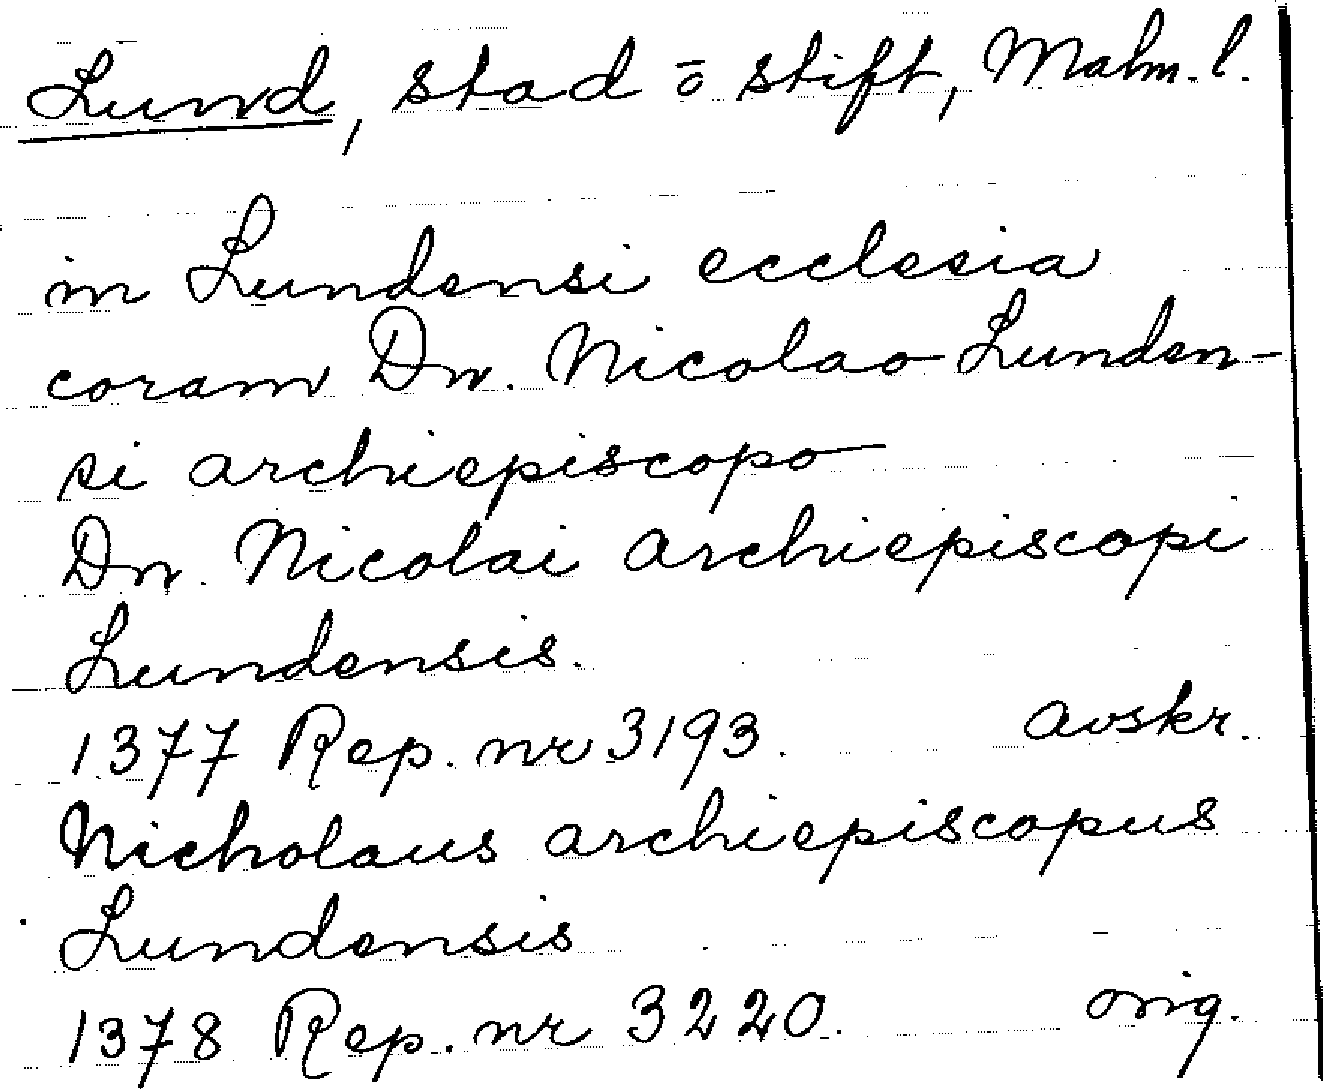 Lund, stad ō stift, Malm. l.
in Lundensi ecclesia
coram Dn. Nicolao Lunden-
si archiepiscopo
Dn. Nicolai archiepiscopi
Lundensis.
1377 Rep. nr 3193. avskr.
Nicholaus archiepiscopus
Lundensis
1378 Rep. nr 3220. orig.